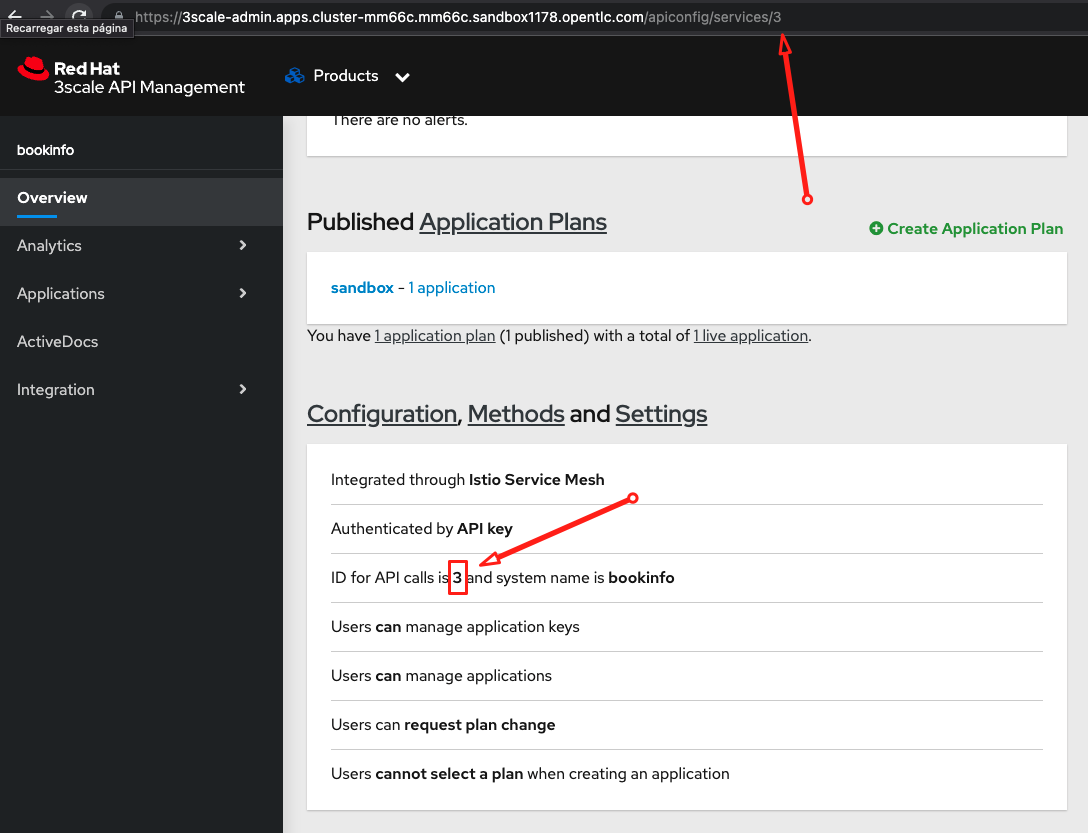 https://3scale-admin.apps.cluster-mm66c.mm66c.sandbox1178.opentlc.com/apiconfig/services/3
Recarregar esta página
Red Hat
3scale API Management
Products
bookinfo
Overview
Analytics
Applications
ActiveDocs
Integration
There are no alerts.
Published Application Plans
Create Application Plan
sandbox - 1 application
You have 1 application plan (1 published) with a total of 1 live application.
Configuration, Methods and Settings
Integrated through Istio Service Mesh
Authenticated by API key
ID for API calls is 3 and system name is bookinfo
Users can manage application keys
Users can manage applications
Users can request plan change
Users cannot select a plan when creating an application